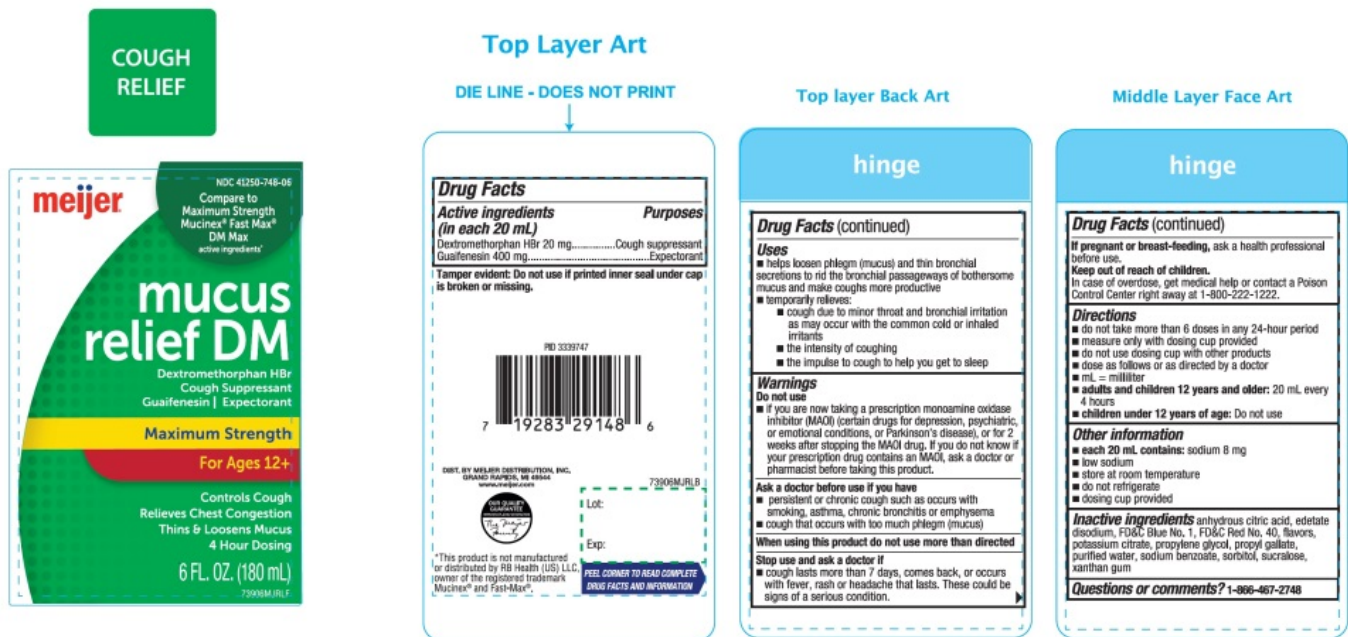 COUGH
RELIEF
meijer
NDC 41250-748-06
Compare to
Maximum Strength
Mucinex® Fast Max®
DM Max
active ingredients*
mucus
relief DM
Dextromethorphan HBr
Cough Suppressant
Guaifenesin | Expectorant
Maximum Strength
For Ages 12+
Controls Cough
Relieves Chest Congestion
Thins & Loosens Mucus
4 Hour Dosing
6 FL. OZ. (180 mL)
73906MJRLF
Top Layer Art
DIE LINE - DOES NOT PRINT
Drug Facts
Active ingredients Purposes
(in each 20 mL)
Dextromethorphan HBr 20 mg...............Cough suppressant
Guaifenesin 400 mg..........................................Expectorant
Tamper evident: Do not use if printed inner seal under cap
is broken or missing.
PID 3339747
7 19283 29148 6
DIST. BY MEIJER DISTRIBUTION, INC.
GRAND RAPIDS, MI 49544
www.meijer.com
73906MJRLB
OUR QUALITY
GUARANTEE
Lot:
Exp:
*This product is not manufactured
or distributed by RB Health (US) LLC,
owner of the registered trademark
Mucinex® and Fast-Max®.
PEEL CORNER TO READ COMPLETE
DRUG FACTS AND INFORMATION
Top layer Back Art
hinge
Drug Facts (continued)
Uses
■ helps loosen phlegm (mucus) and thin bronchial
secretions to rid the bronchial passageways of bothersome
mucus and make coughs more productive
■ temporarily relieves:
■ cough due to minor throat and bronchial irritation
as may occur with the common cold or inhaled
irritants
■ the intensity of coughing
■ the impulse to cough to help you get to sleep
Warnings
Do not use
■ if you are now taking a prescription monoamine oxidase
inhibitor (MAOI) (certain drugs for depression, psychiatric,
or emotional conditions, or Parkinson's disease), or for 2
weeks after stopping the MAOI drug. If you do not know if
your prescription drug contains an MAOI, ask a doctor or
pharmacist before taking this product.
Ask a doctor before use if you have
■ persistent or chronic cough such as occurs with
smoking, asthma, chronic bronchitis or emphysema
■ cough that occurs with too much phlegm (mucus)
When using this product do not use more than directed
Stop use and ask a doctor if
■ cough lasts more than 7 days, comes back, or occurs
with fever, rash or headache that lasts. These could be
signs of a serious condition.
Middle Layer Face Art
hinge
Drug Facts (continued)
If pregnant or breast-feeding, ask a health professional
before use.
Keep out of reach of children.
In case of overdose, get medical help or contact a Poison
Control Center right away at 1-800-222-1222.
Directions
■ do not take more than 6 doses in any 24-hour period
■ measure only with dosing cup provided
■ do not use dosing cup with other products
■ dose as follows or as directed by a doctor
■ mL = milliliter
■ adults and children 12 years and older: 20 mL every
4 hours
■ children under 12 years of age: Do not use
Other information
■ each 20 mL contains: sodium 8 mg
■ low sodium
■ store at room temperature
■ do not refrigerate
■ dosing cup provided
Inactive ingredients anhydrous citric acid, edetate
disodium, FD&C Blue No. 1, FD&C Red No. 40, flavors,
potassium citrate, propylene glycol, propyl gallate,
purified water, sodium benzoate, sorbitol, sucralose,
xanthan gum
Questions or comments? 1-866-467-2748